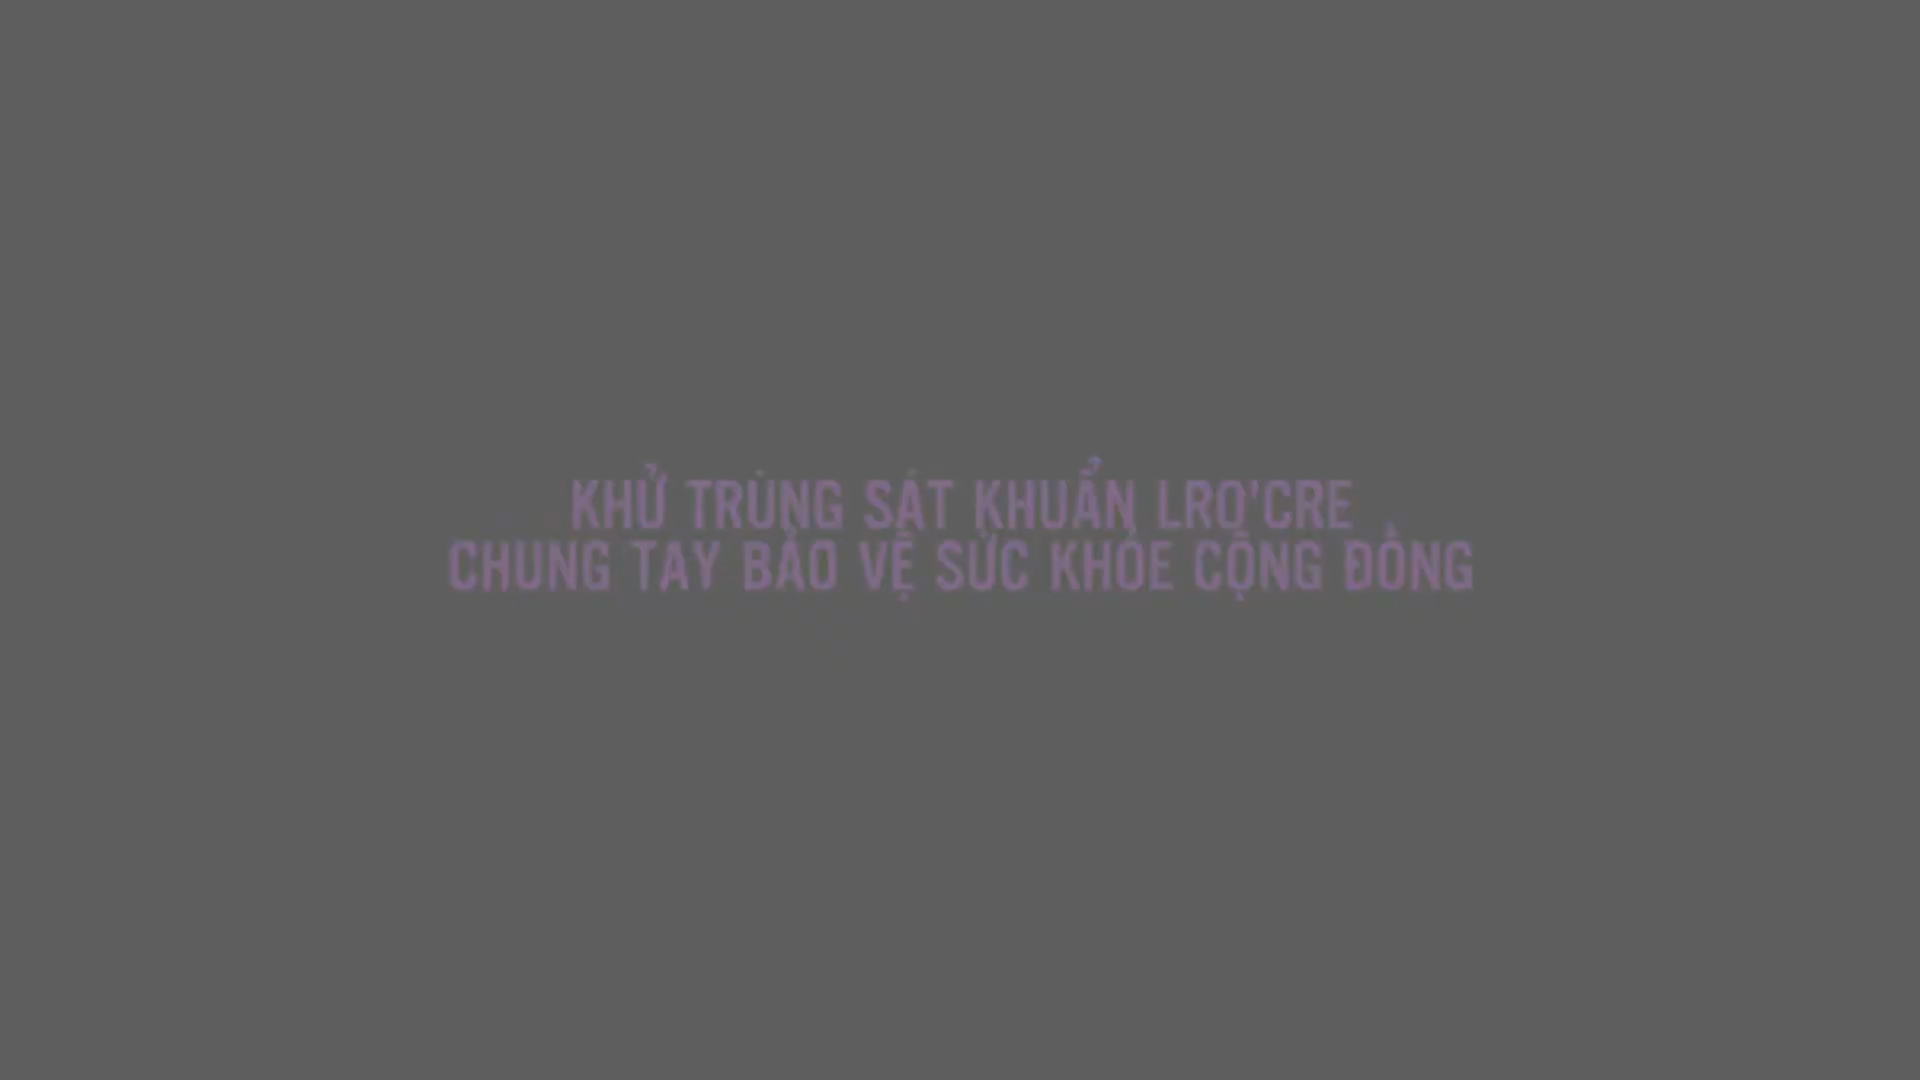 KHỬ TRÙNG SÁT KHUẨN LRO'CRE
CHUNG TAY BẢO VỆ SỨC KHỎE CỘNG ĐỒNG